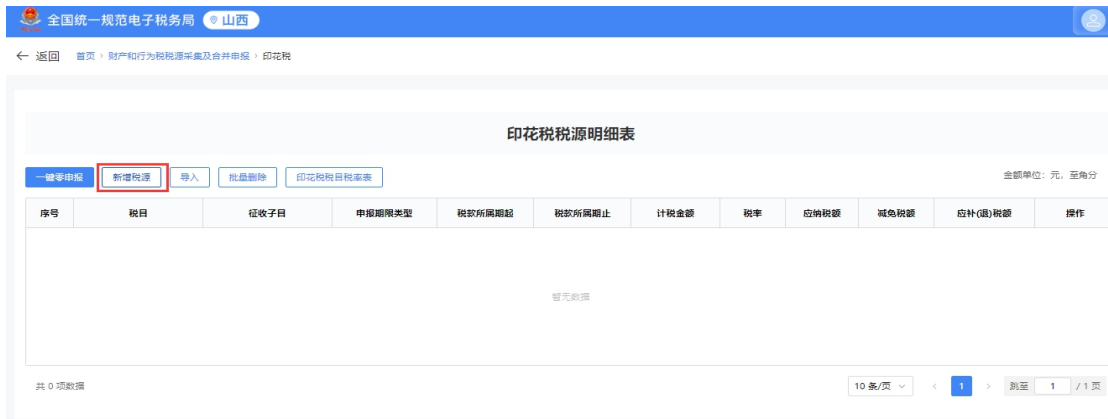 全国统一规范电子税务局 山西
返回 首页 > 财产和行为税税源采集及合并申报 > 印花税
印花税税源明细表
一键零申报 新增税源 导入 批量删除 印花税税目税率表 金额单位：元，至角分
序号 税目 征收子目 申报期限类型 税款所属期起 税款所属期止 计税金额 税率 应纳税额 减免税额 应补(退)税额 操作
暂无数据
共 0 项数据 10 条/页 1 跳至 1 / 1 页